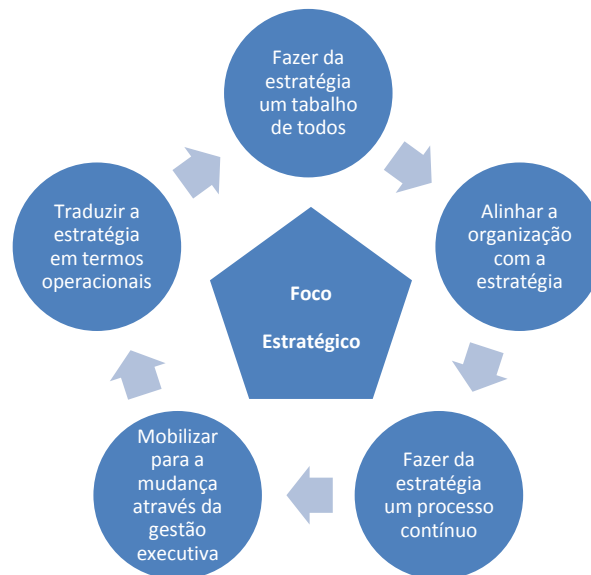 Fazer da
estratégia
um tabalho
de todos
Alinhar a
organização
com a
estratégia
Fazer da
estratégia
um processo
contínuo
Mobilizar
para a
mudança
através da
gestão
executiva
Traduzir a
estratégia
em termos
operacionais
Foco
Estratégico